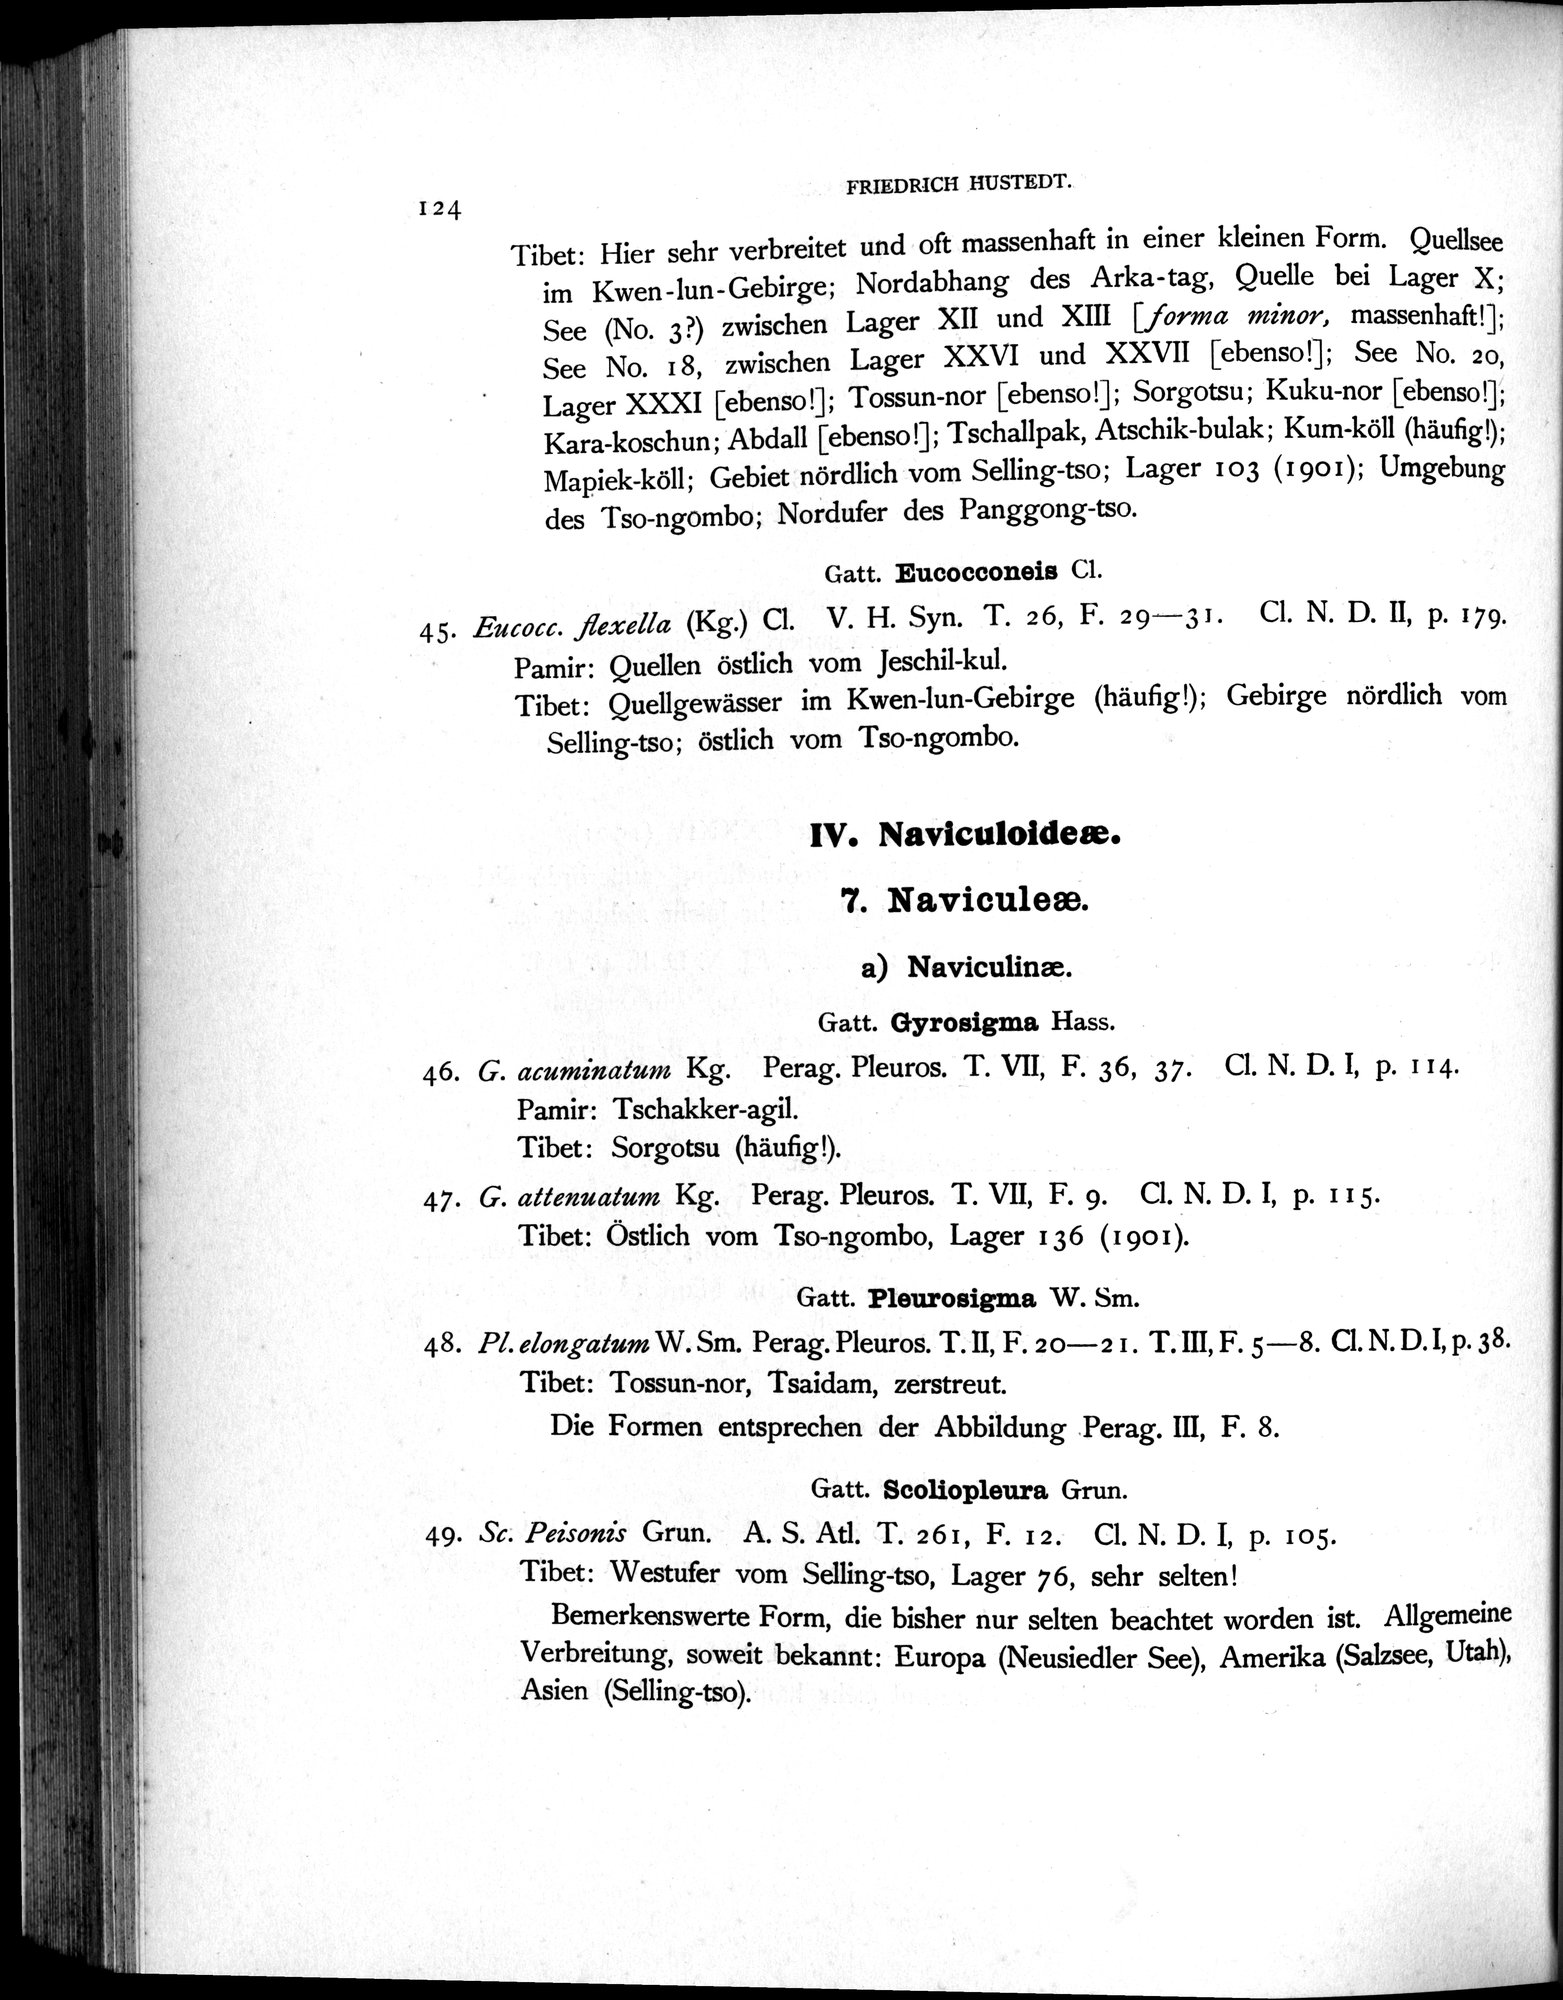 FRIEDRICH HUSTEDT.
124
Tibet: Hier sehr verbreitet und oft massenhaft in einer kleinen Form. Quellsee
im Kwen-lun-Gebirge; Nordabhang des Arka-tag, Quelle bei Lager X;
See (No. 3?) zwischen Lager XII und XIII [forma minor, massenhaft!];
See No. 18, zwischen Lager XXVI und XXVII [ebenso!]; See No. 20,
Lager XXXI [ebenso!]; Tossun-nor [ebenso!]; Sorgotsu; Kuku-nor [ebenso!];
Kara-koschun; Abdall [ebenso!]; Tschallpak, Atschik-bulak; Kum-köll (häufig!);
Mapiek-köll; Gebiet nördlich vom Selling-tso; Lager 103 (1901); Umgebung
des Tso-ngombo; Nordufer des Panggong-tso.
Gatt. Eucocconeis Cl.
45. Eucocc. flexella (Kg.) Cl. V. H. Syn. T. 26, F. 29—31. Cl. N. D. II, p. 179.
Pamir: Quellen östlich vom Jeschil-kul.
Tibet: Quellgewässer im Kwen-lun-Gebirge (häufig!); Gebirge nördlich vom
Selling-tso; östlich vom Tso-ngombo.
IV. Naviculoideæ.
7. Naviculeæ.
a) Naviculinæ.
Gatt. Gyrosigma Hass.
46. G. acuminatum Kg. Perag. Pleuros. T. VII, F. 36, 37. Cl. N. D. I, p. 114.
Pamir: Tschakker-agil.
Tibet: Sorgotsu (häufig!).
47. G. attenuatum Kg. Perag. Pleuros. T. VII, F. 9. Cl. N. D. I, p. 115.
Tibet: Östlich vom Tso-ngombo, Lager 136 (1901).
Gatt. Pleurosigma W. Sm.
48. Pl. elongatum W. Sm. Perag. Pleuros. T. II, F. 20—21. T. III, F. 5—8. Cl. N. D. I, p. 38.
Tibet: Tossun-nor, Tsaidam, zerstreut.
Die Formen entsprechen der Abbildung Perag. III, F. 8.
Gatt. Scoliopleura Grun.
49. Sc. Peisonis Grun. A. S. Atl. T. 261, F. 12. Cl. N. D. I, p. 105.
Tibet: Westufer vom Selling-tso, Lager 76, sehr selten!
Bemerkenswerte Form, die bisher nur selten beachtet worden ist. Allgemeine
Verbreitung, soweit bekannt: Europa (Neusiedler See), Amerika (Salzsee, Utah),
Asien (Selling-tso).